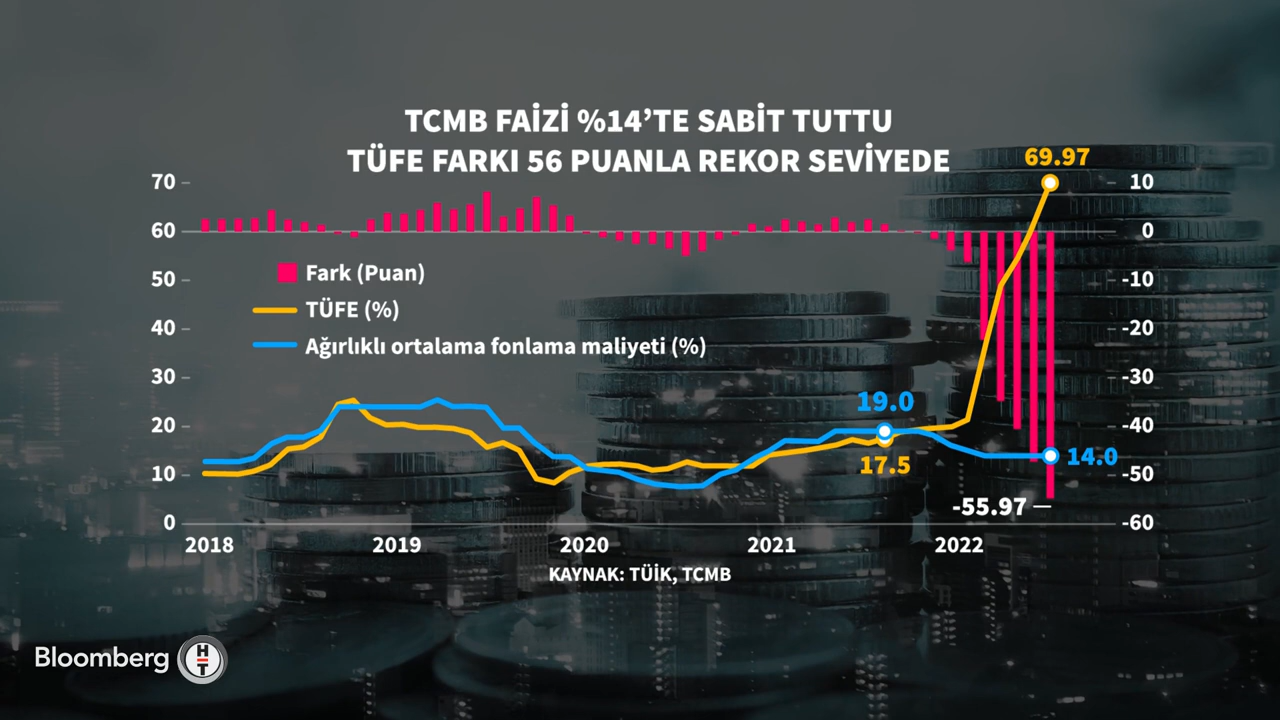 TCMB FAİZİ %14’TE SABİT TUTTU
TÜFE FARKI 56 PUANLA REKOR SEVİYEDE
69.97
70
60
50
40
30
20
10
0
10
0
-10
-20
-30
-40
-50
-60
Fark (Puan)
TÜFE (%)
Ağırlıklı ortalama fonlama maliyeti (%)
19.0
17.5
14.0
-55.97
2018 2019 2020 2021 2022
KAYNAK: TÜİK, TCMB
Bloomberg HT